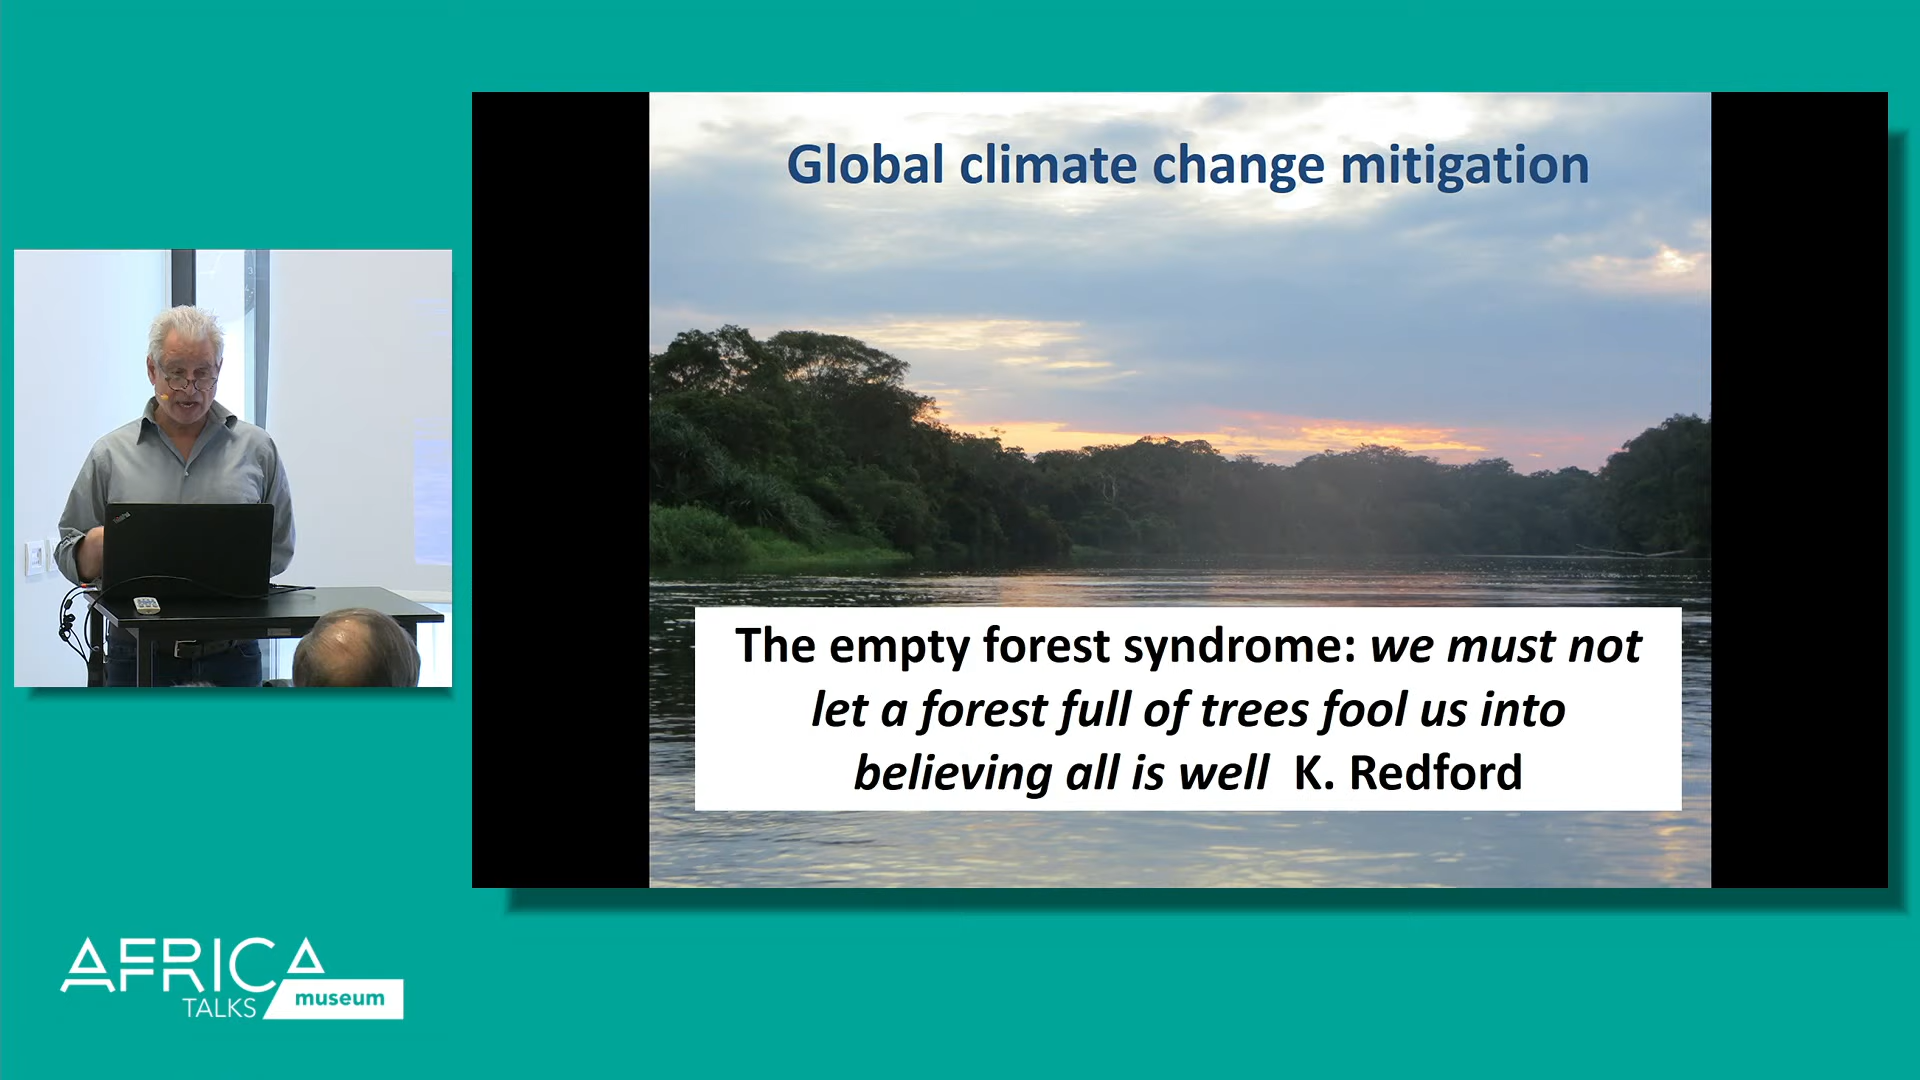 Global climate change mitigation
The empty forest syndrome: we must not
let a forest full of trees fool us into
believing all is well K. Redford
ThinkPad
AFRICA
TALKS museum